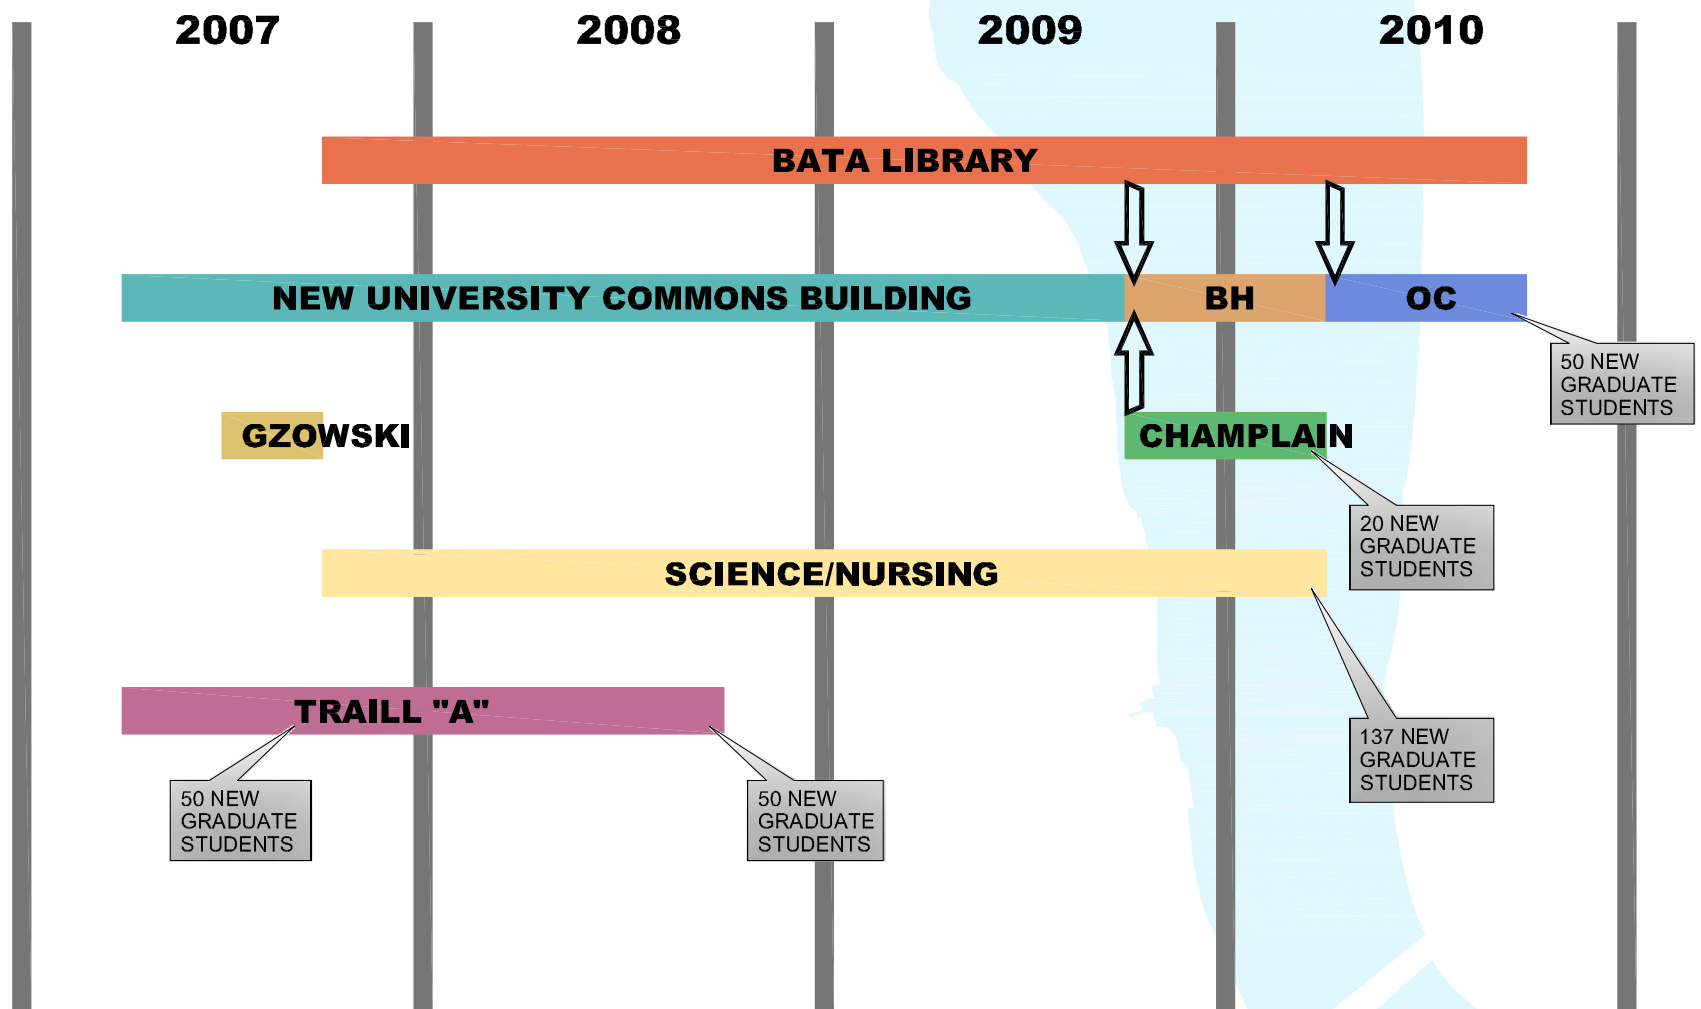 2007
2008
2009
2010
BATA LIBRARY
NEW UNIVERSITY COMMONS BUILDING
BH
OC
50 NEW
GRADUATE
STUDENTS
GZOWSKI
CHAMPLAIN
20 NEW
GRADUATE
STUDENTS
SCIENCE/NURSING
TRAILL "A"
137 NEW
GRADUATE
STUDENTS
50 NEW
GRADUATE
STUDENTS
50 NEW
GRADUATE
STUDENTS